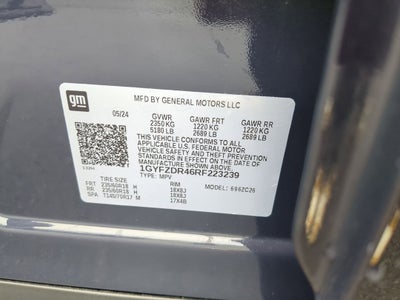 gm
MFD BY GENERAL MOTORS LLC
05/24 GVWR GAWR FRT GAWR RR
2350 KG 1220 KG 1220 KG
5180 LB 2689 LB 2689 LB
THIS VEHICLE CONFORMS TO ALL
APPLICABLE U.S. FEDERAL MOTOR
VEHICLE SAFETY AND THEFT PREVENTION
STANDARDS IN EFFECT ON THE DATE OF
MANUFACTURE SHOWN ABOVE.
1GYFZDR46RF223239
TYPE: MPV
TIRE SIZE RIM MODEL: 6962C26
FRT 235/60R18 H 18X8J
RR 235/60R18 H 18X8J
SPA T145/70R17 M 17X4B